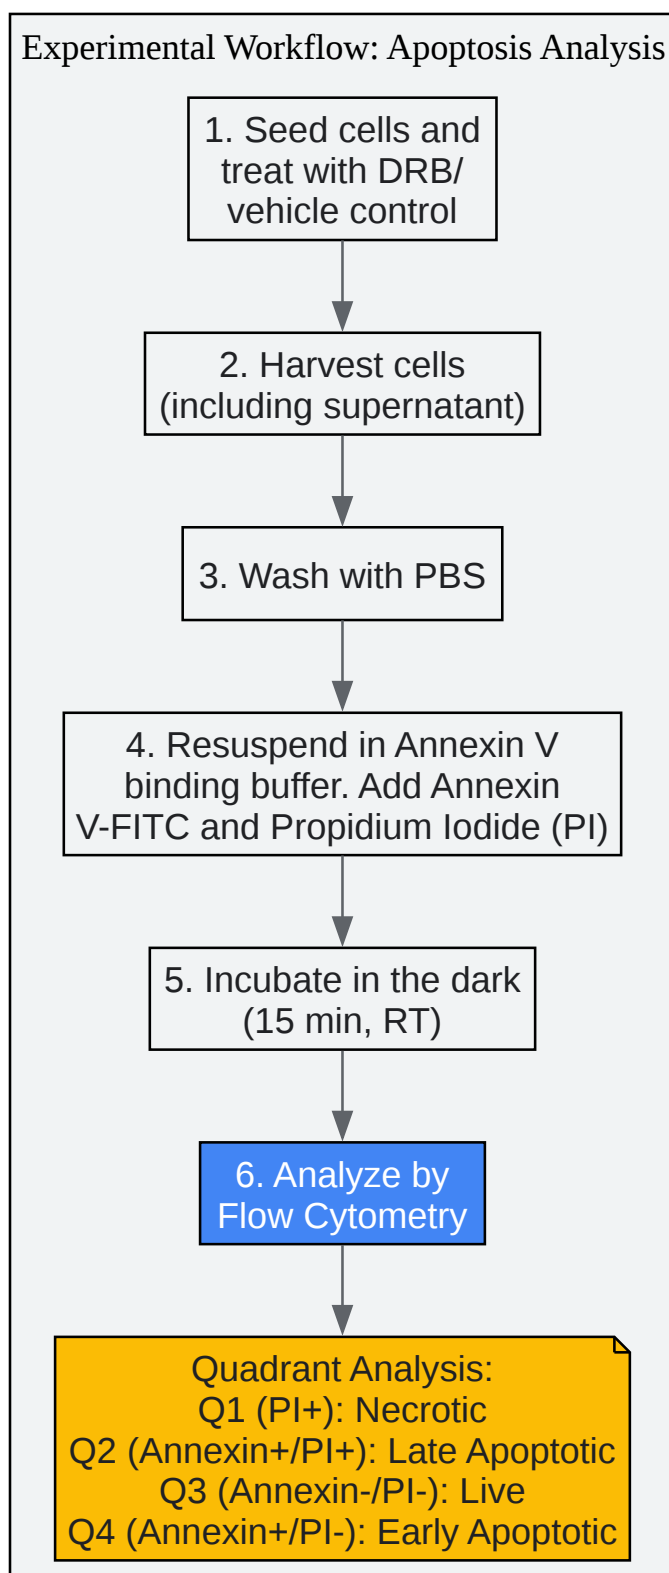 Experimental Workflow: Apoptosis Analysis
1. Seed cells and
treat with DRB/
vehicle control
2. Harvest cells
(including supernatant)
3. Wash with PBS
4. Resuspend in Annexin V
binding buffer. Add Annexin
V-FITC and Propidium Iodide (PI)
5. Incubate in the dark
(15 min, RT)
6. Analyze by
Flow Cytometry
Quadrant Analysis:
Q1 (PI+): Necrotic
Q2 (Annexin+/PI+): Late Apoptotic
Q3 (Annexin-/PI-): Live
Q4 (Annexin+/PI-): Early Apoptotic